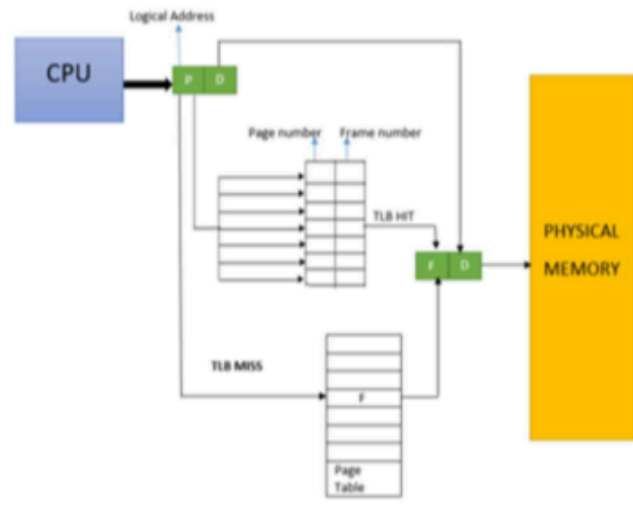 Logical Address
CPU
P D
Page number Frame number
TLB HIT
PHYSICAL
MEMORY
F D
TLB MISS
F
Page
Table